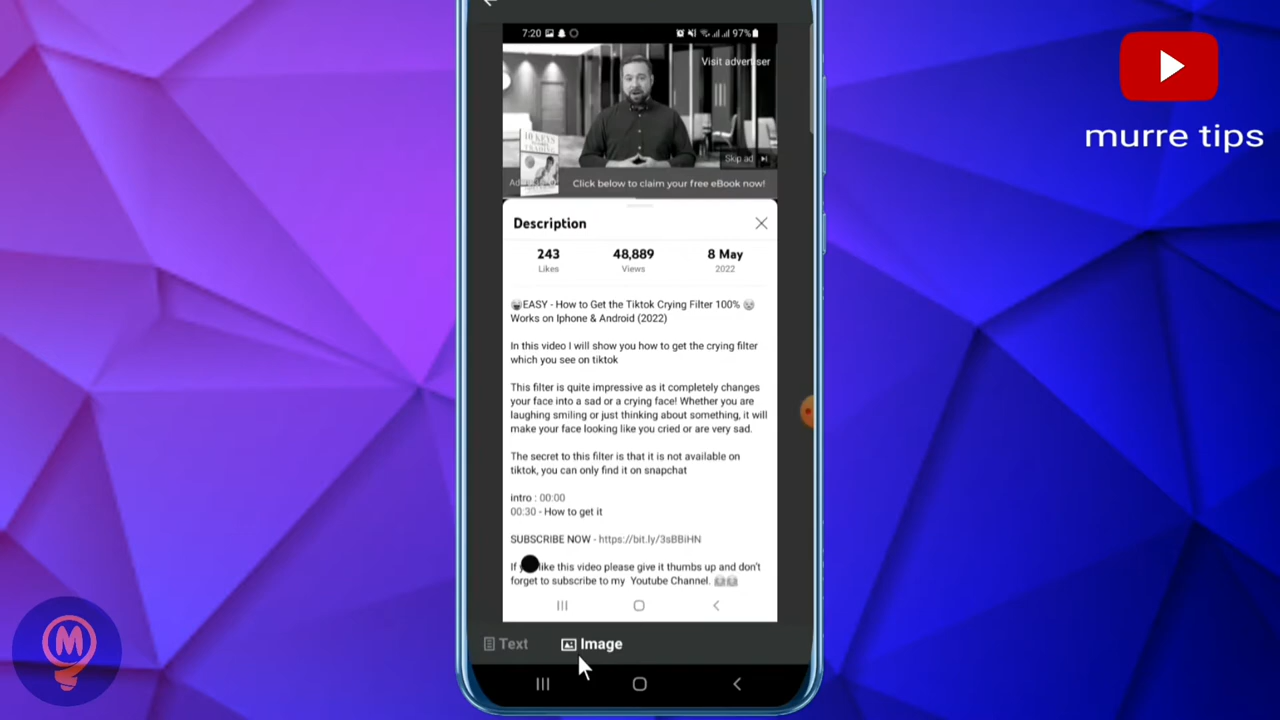 7:20
97%
Visit advertiser
10 KEYS
Skip ad
Click below to claim your free eBook now!
murre tips
Description
243
48,889
8 May
Likes
Views
2022
EASY - How to Get the Tiktok Crying Filter 100%
Works on Iphone & Android (2022)
In this video I will show you how to get the crying filter
which you see on tiktok
This filter is quite impressive as it completely changes
your face into a sad or a crying face! Whether you are
laughing smiling or just thinking about something, it will
make your face looking like you cried or are very sad.
The secret to this filter is that it is not available on
tiktok, you can only find it on snapchat
intro : 00:00
00:30 - How to get it
SUBSCRIBE NOW - https://bit.ly/3sBBiHN
If like this video please give it thumbs up and don't
forget to subscribe to my Youtube Channel.
Text
Image
M